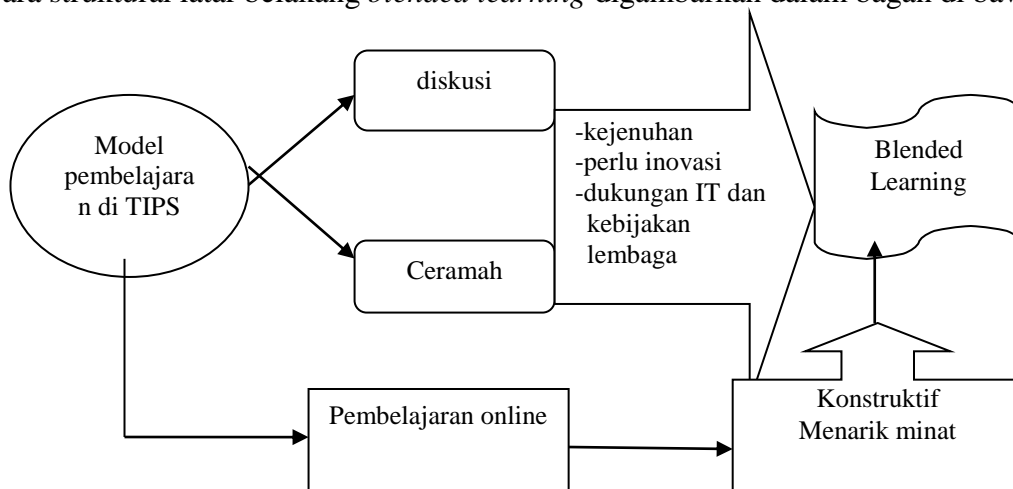 ara struktural latar belakang blended learning digambarkan dalam bagan di
diskusi
Model
pembelajara
n di TIPS
-kejenuhan
-perlu inovasi
-dukungan IT dan
kebijakan
lembaga
Blended
Learning
Ceramah
Pembelajaran online
Konstruktif
Menarik minat